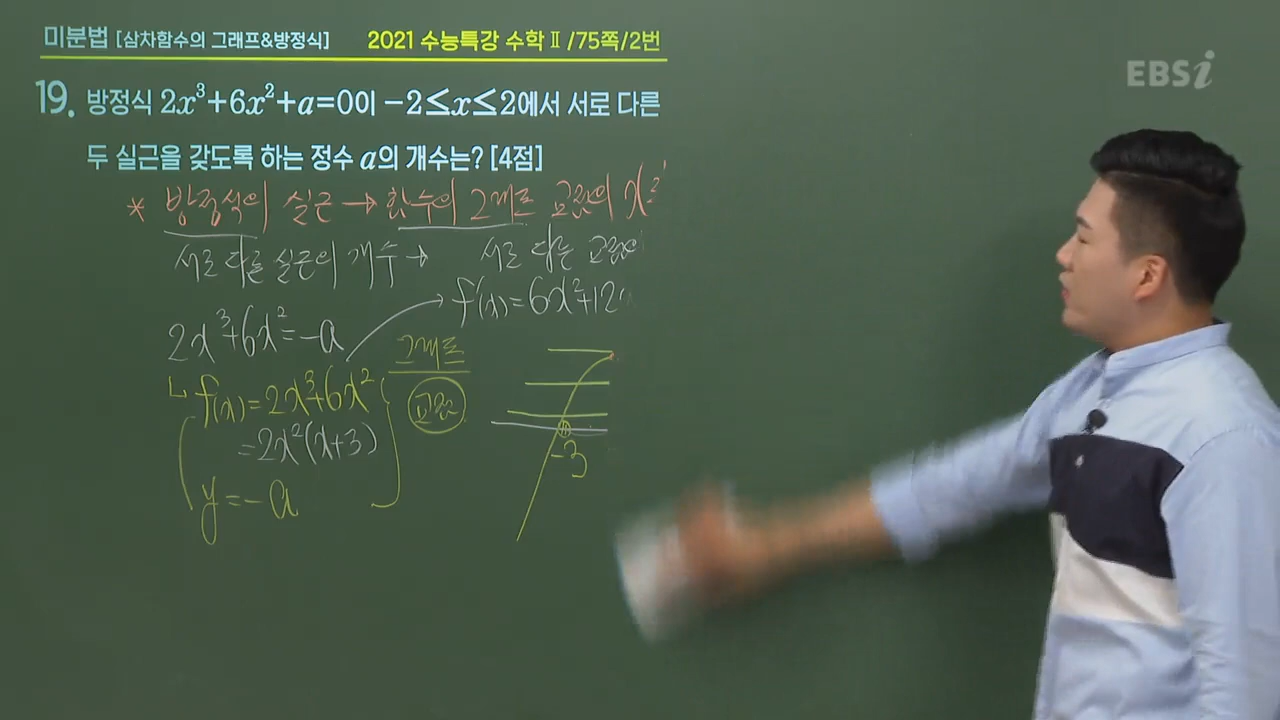 미분법 [삼차함수의 그래프&방정식] 2021 수능특강 수학Ⅱ/75쪽/2번
EBSi
19. 방정식 2x³+6x²+a=0이 -2≤x≤2에서 서로 다른
두 실근을 갖도록 하는 정수 a의 개수는? [4점]
* 방정식의 실근 → 함수의 그래프 교점의 x
서로 다른 실근의 개수 → 서로 다른 교점
f'(x)=6x²+12
2x³+6x²=-a
그래프
교점
f(x)=2x³+6x²
=2x²(x+3)
y=-a
-3